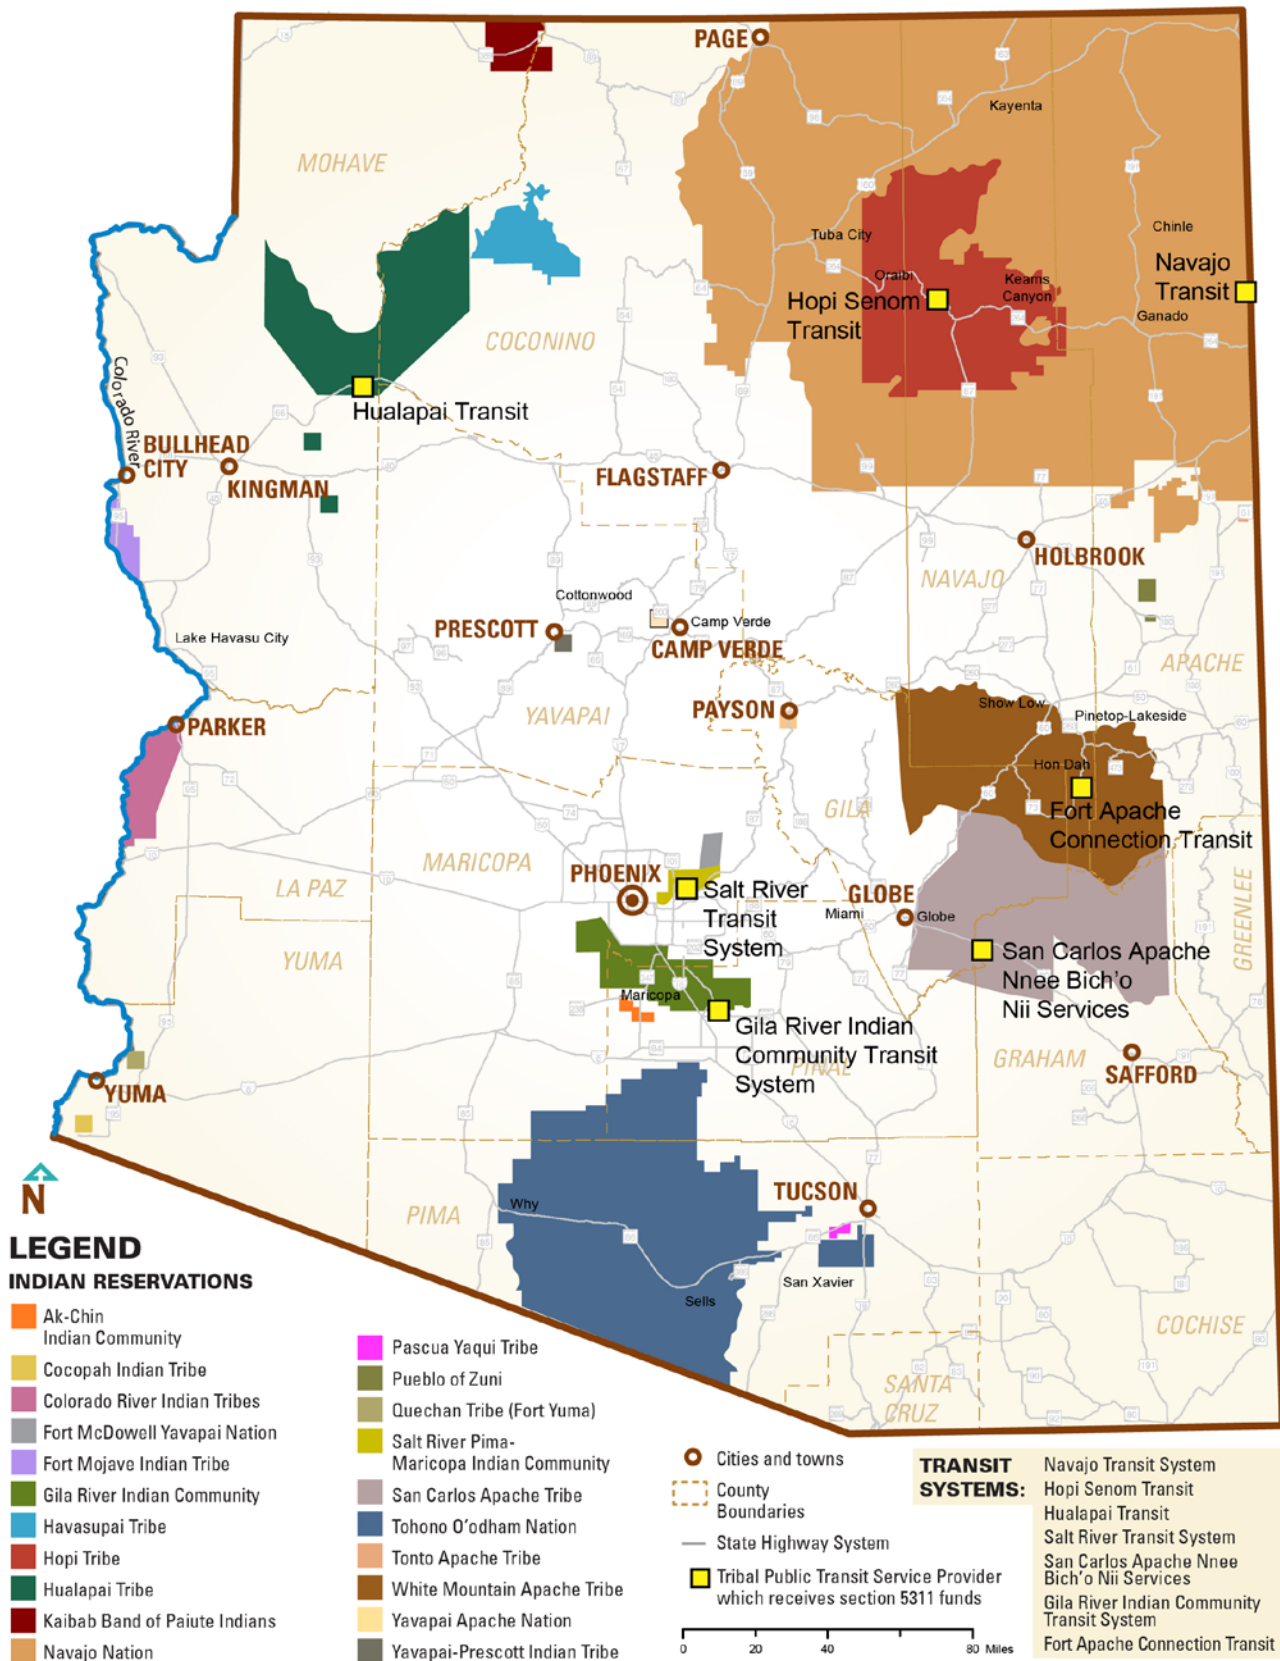 PAGE
Kayenta
MOHAVE
Tuba City
Chinle
Navajo
Transit
Oraibi
Keams
Canyon
Hopi Senom
Transit
Ganado
COCONINO
Colorado River
Hualapai Transit
BULLHEAD
CITY
KINGMAN
FLAGSTAFF
HOLBROOK
NAVAJO
Cottonwood
PRESCOTT
Camp Verde
CAMP VERDE
Lake Havasu City
APACHE
PARKER
YAVAPAI
PAYSON
Show Low
Pinetop-Lakeside
Hon Dah
GILA
Fort Apache
Connection Transit
MARICOPA
LA PAZ
PHOENIX
Salt River
Transit
System
GLOBE
Miami
Globe
GREENLEE
YUMA
San Carlos Apache
Nnee Bich'o
Nii Services
Maricopa
Gila River Indian
Community Transit
System
PINAL
GRAHAM
SAFFORD
YUMA
N
PIMA
Why
TUCSON
San Xavier
Sells
COCHISE
SANTA
CRUZ
LEGEND
INDIAN RESERVATIONS
Ak-Chin
Indian Community
Cocopah Indian Tribe
Colorado River Indian Tribes
Fort McDowell Yavapai Nation
Fort Mojave Indian Tribe
Gila River Indian Community
Havasupai Tribe
Hopi Tribe
Hualapai Tribe
Kaibab Band of Paiute Indians
Navajo Nation
Pascua Yaqui Tribe
Pueblo of Zuni
Quechan Tribe (Fort Yuma)
Salt River Pima-
Maricopa Indian Community
San Carlos Apache Tribe
Tohono O'odham Nation
Tonto Apache Tribe
White Mountain Apache Tribe
Yavapai Apache Nation
Yavapai-Prescott Indian Tribe
Cities and towns
County
Boundaries
State Highway System
Tribal Public Transit Service Provider
which receives section 5311 funds
0 20 40 80 Miles
TRANSIT
SYSTEMS:
Navajo Transit System
Hopi Senom Transit
Hualapai Transit
Salt River Transit System
San Carlos Apache Nnee
Bich'o Nii Services
Gila River Indian Community
Transit System
Fort Apache Connection Transit